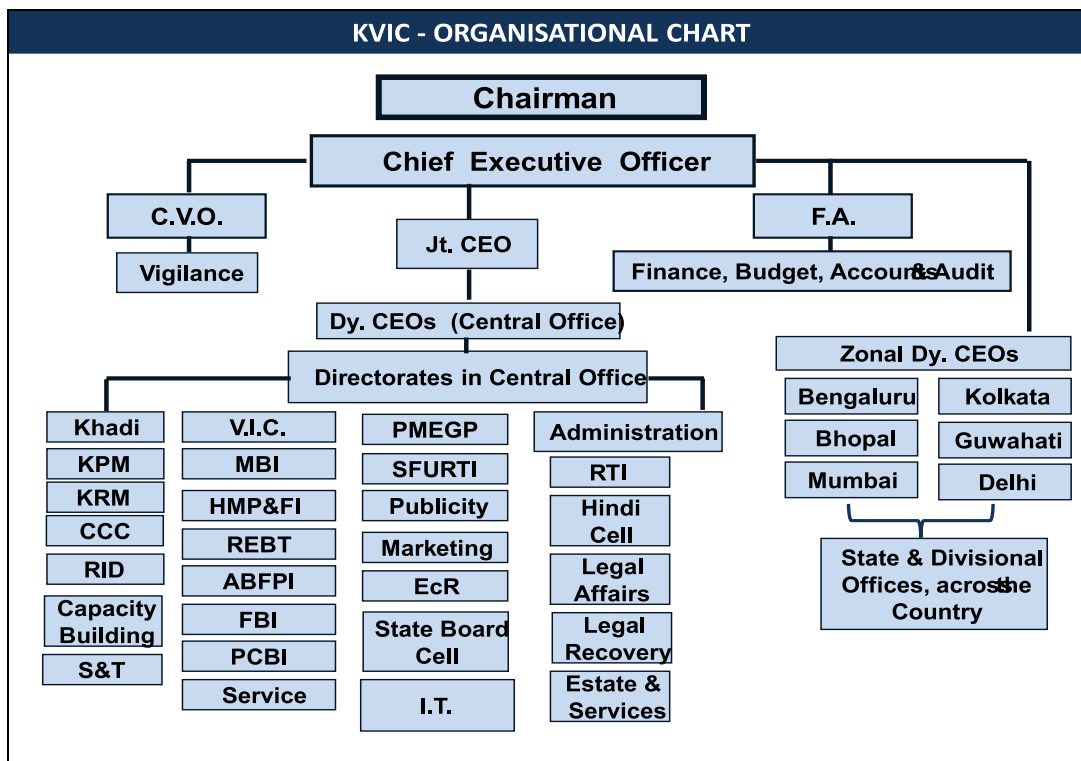 KVIC - ORGANISATIONAL CHART
Chairman
Chief Executive Officer
C.V.O.
Vigilance
Jt. CEO
F.A.
Finance, Budget, Accounts & Audit
Dy. CEOs (Central Office)
Directorates in Central Office
Khadi
KPM
KRM
CCC
RID
Capacity
Building
S&T
V.I.C.
MBI
HMP&FI
REBT
ABFPI
FBI
PCBI
Service
PMEGP
SFURTI
Publicity
Marketing
EcR
State Board
Cell
I.T.
Administration
RTI
Hindi
Cell
Legal
Affairs
Legal
Recovery
Estate &
Services
Zonal Dy. CEOs
Bengaluru
Bhopal
Mumbai
Kolkata
Guwahati
Delhi
State & Divisional
Offices, across the
Country